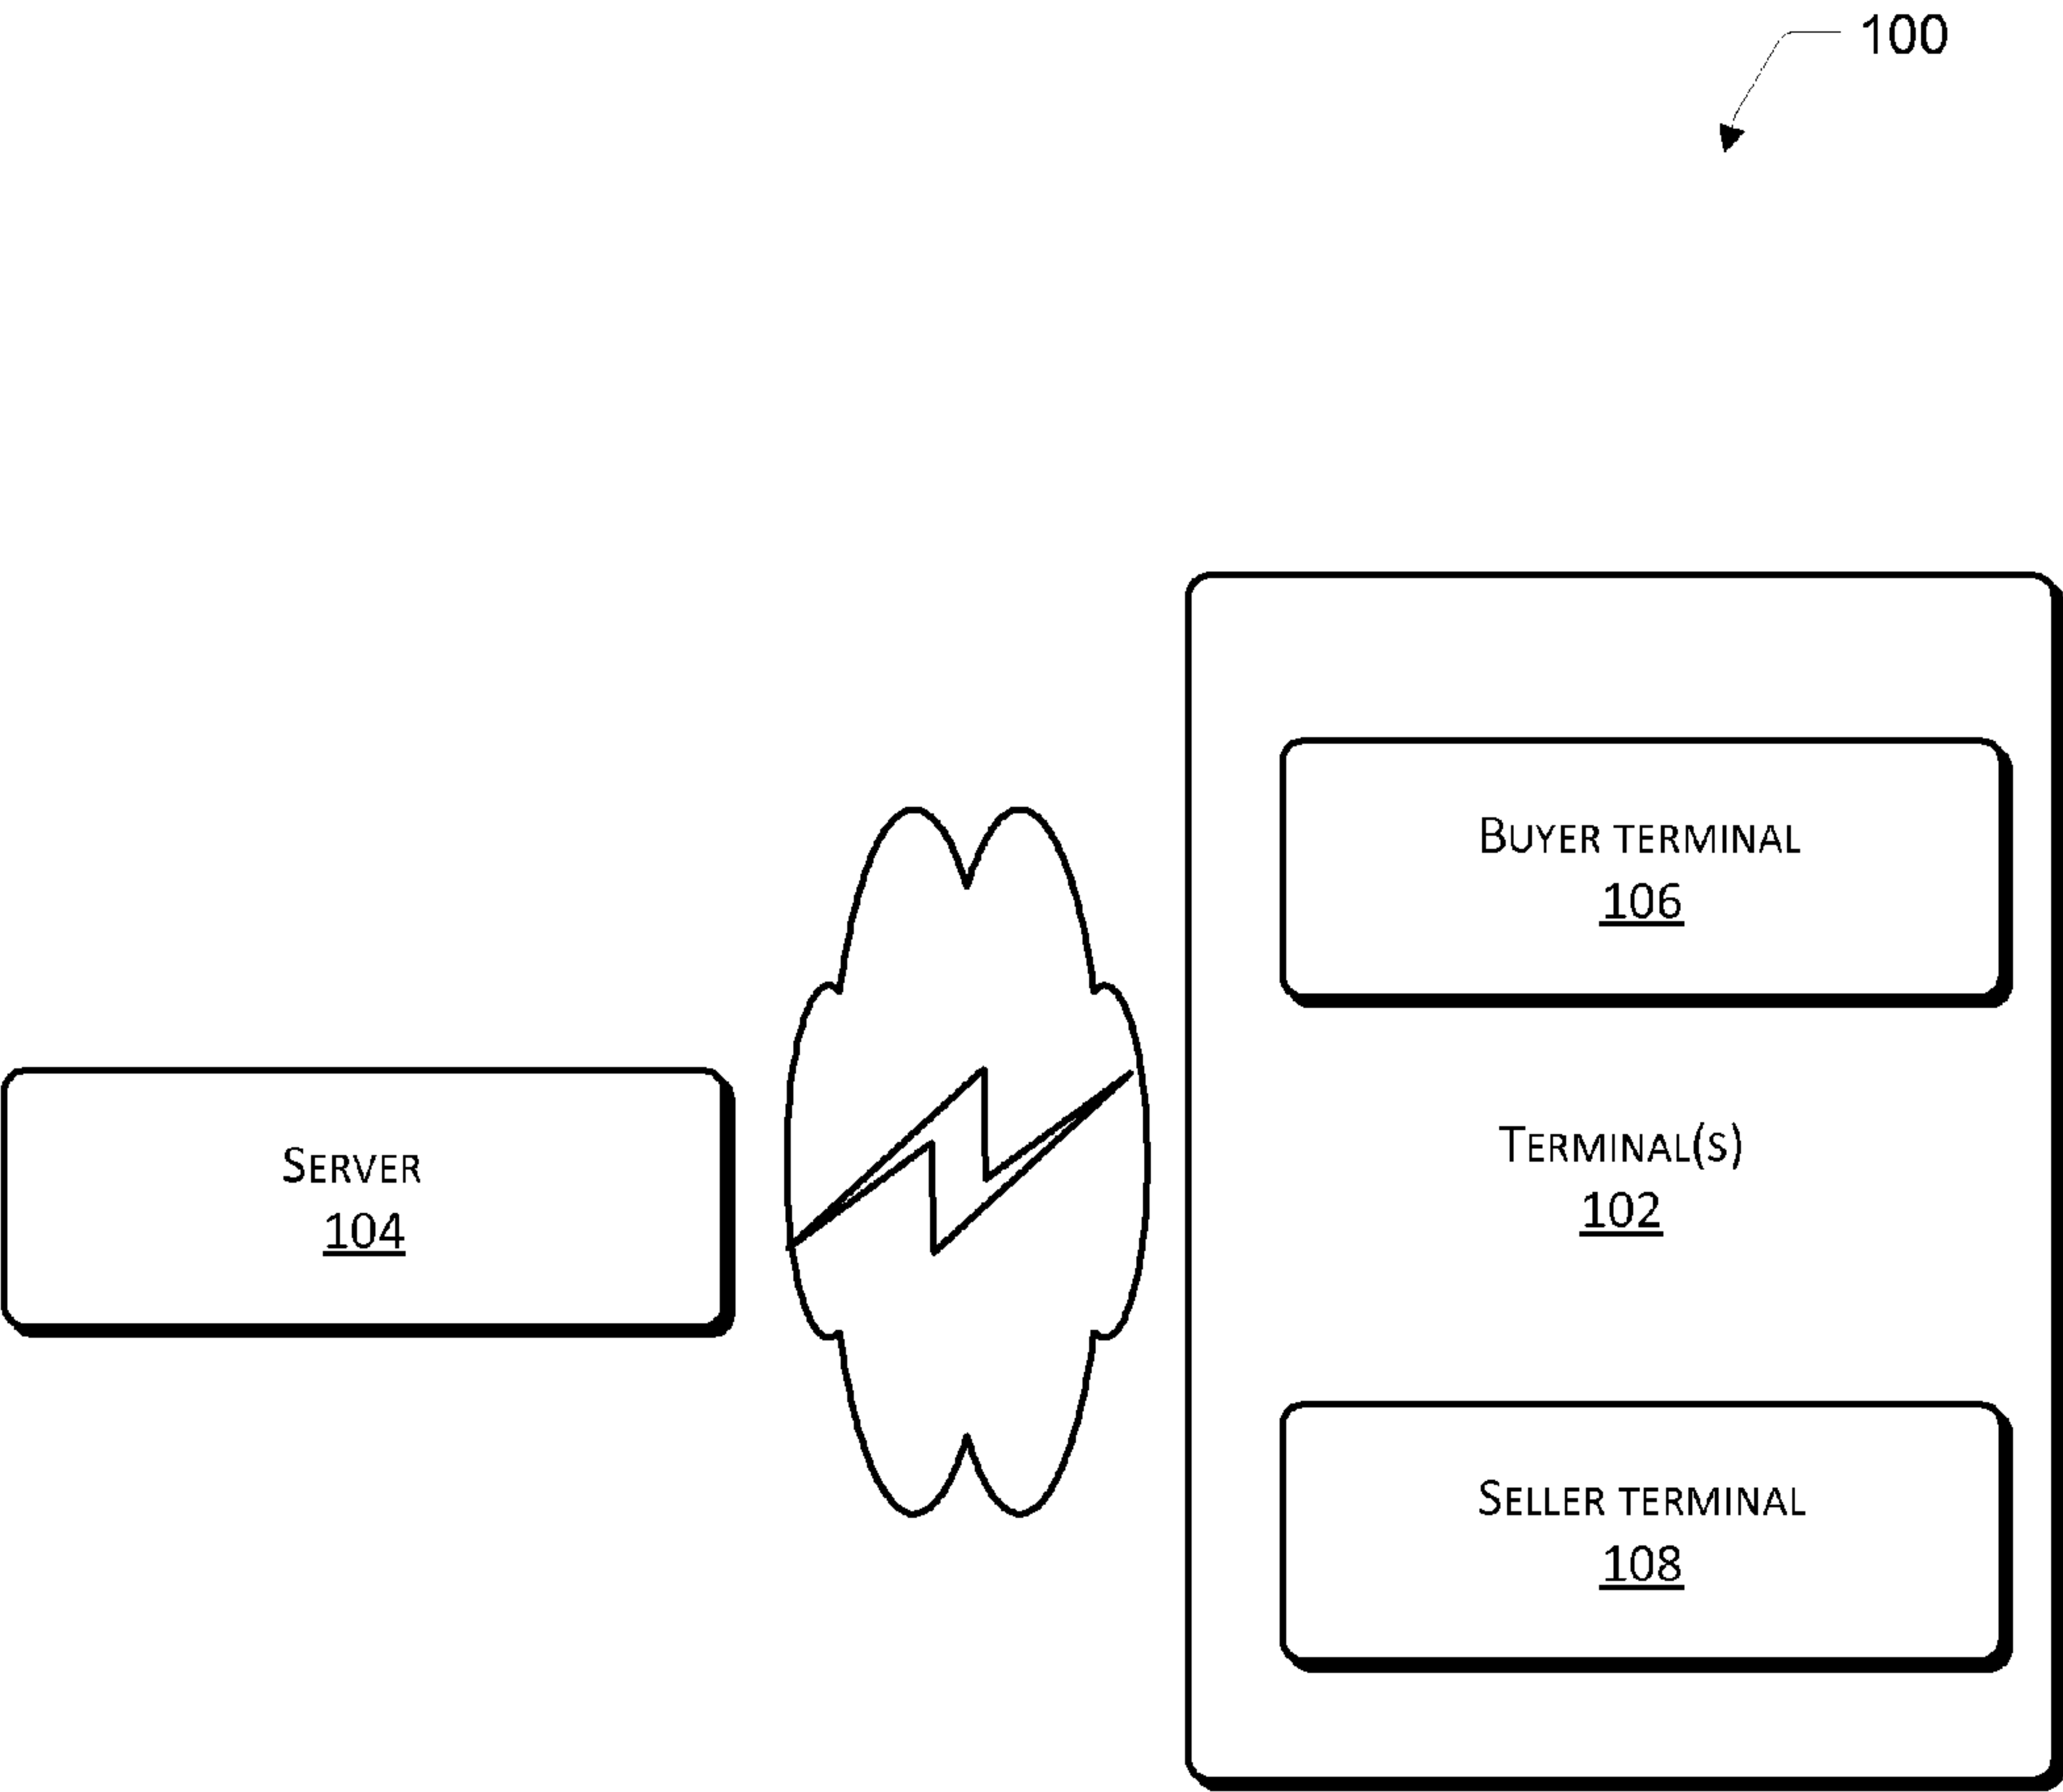 100
BUYER TERMINAL
106
TERMINAL(S)
102
SERVER
104
SELLER TERMINAL
108